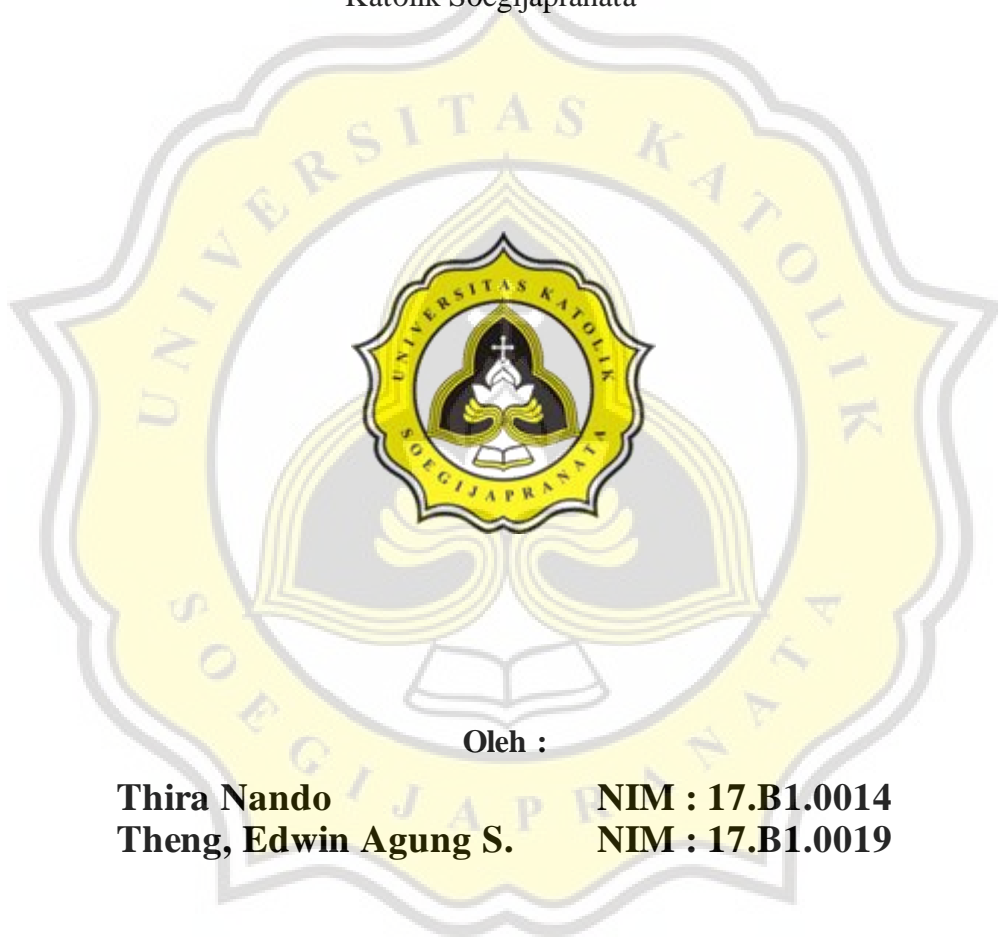 Katolik Soegijapranata
UNIVERSITAS KATOLIK
SOEGIJAPRANATA
UNIVERSITAS KATOLIK
SOEGIJAPRANATA
Oleh :
Thira Nando NIM : 17.B1.0014
Theng, Edwin Agung S. NIM : 17.B1.0019